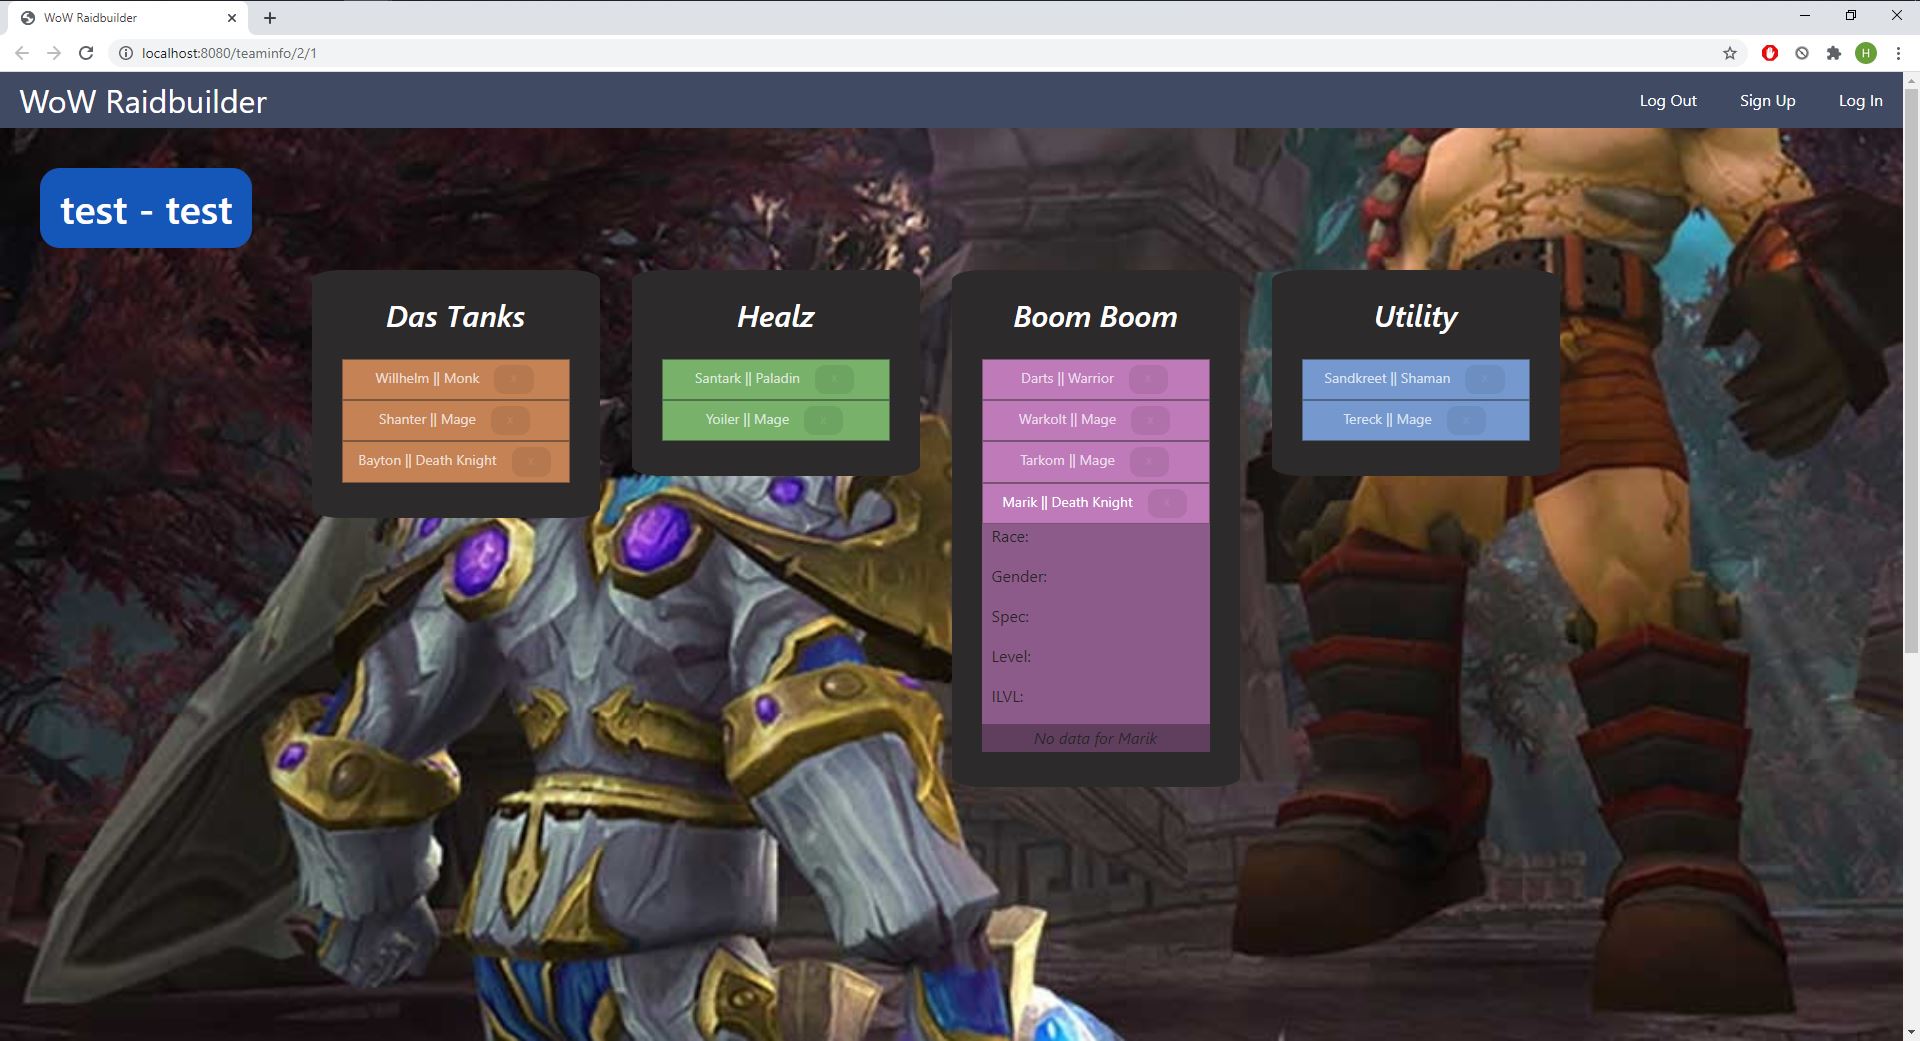 WoW Raidbuilder
localhost:8080/teaminfo/2/1
H
WoW Raidbuilder
Log Out
Sign Up
Log In
test - test
Das Tanks
Willhelm || Monk x
Shanter || Mage x
Bayton || Death Knight x
Healz
Santark || Paladin x
Yoiler || Mage x
Boom Boom
Darts || Warrior x
Warkolt || Mage x
Tarkom || Mage x
Marik || Death Knight x
Race:
Gender:
Spec:
Level:
ILVL:
No data for Marik
Utility
Sandkreet || Shaman x
Tereck || Mage x